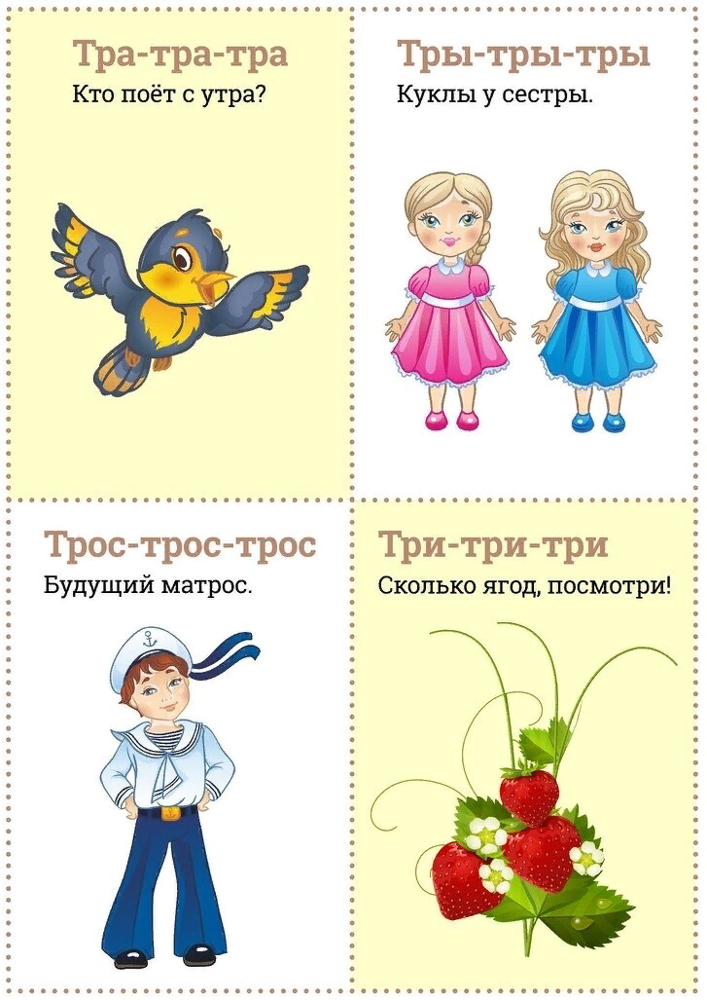 Тра-тра-тра
Кто поёт с утра?
Тры-тры-тры
Куклы у сестры.
Трос-трос-трос
Будущий матрос.
Три-три-три
Сколько ягод, посмотри!